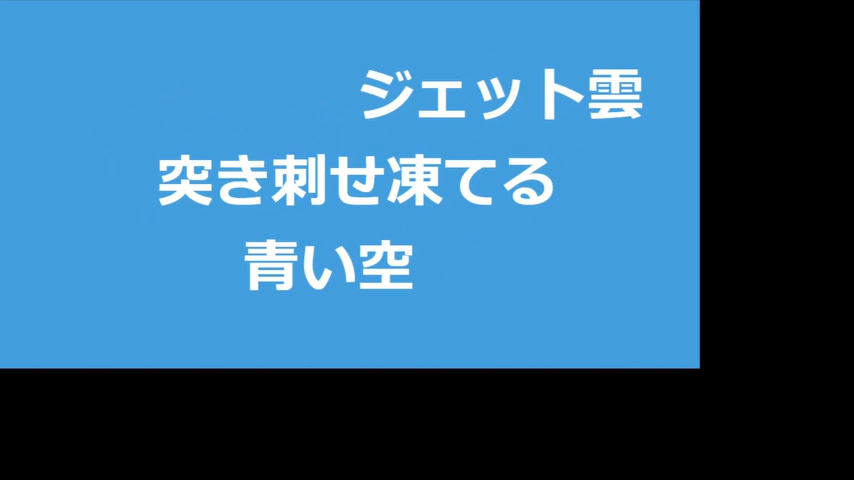 ジェット雲
突き刺せ凍てる
青い空